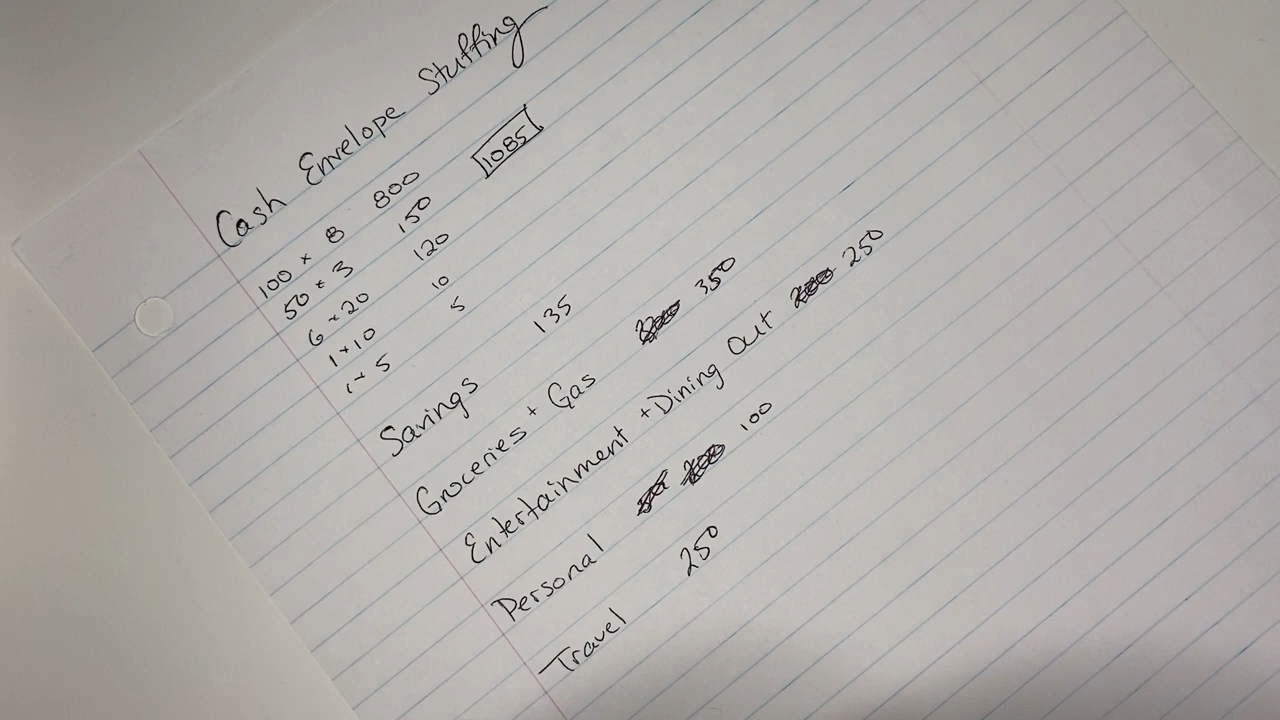 Cash Envelope Stuffing
100 x 8 800 1085
50 x 3 150
6 x 20 120
1 x 10 10
1 x 5 5
Savings 135
Groceries + Gas 350
Entertainment + Dining Out 250
Personal 100
Travel 250